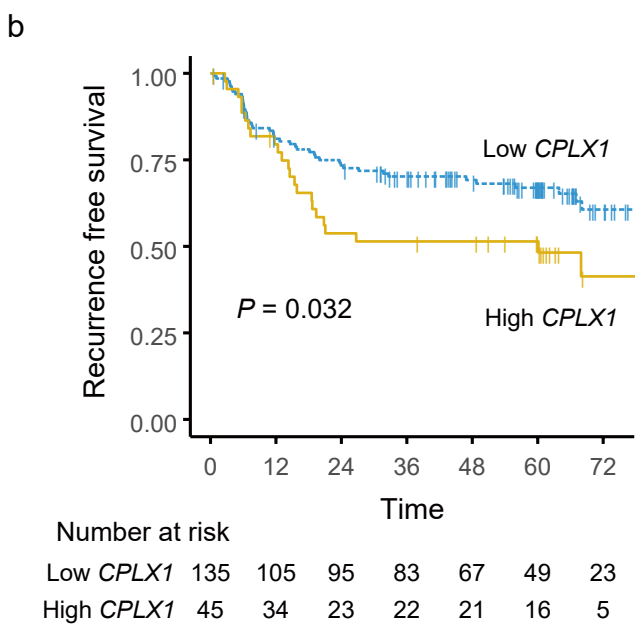 b
Recurrence free survival
1.00
0.75
0.50
0.25
0.00
Low CPLX1
P = 0.032
High CPLX1
0 12 24 36 48 60 72
Time
Number at risk
Low CPLX1 135 105 95 83 67 49 23
High CPLX1 45 34 23 22 21 16 5